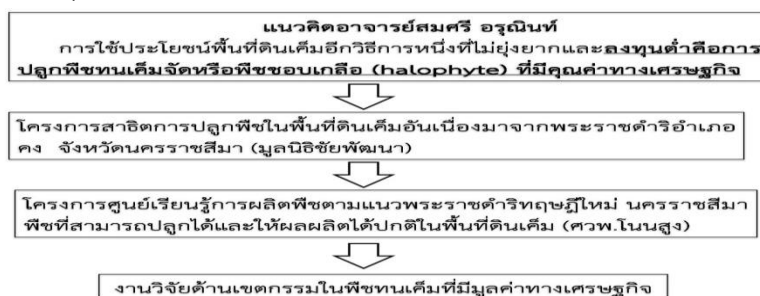 แนวคิดอาจารย์สมศรี อรุณินท์
การใช้ประโยชน์พื้นที่ดินเค็มอีกวิธีการหนึ่งที่ไม่ยุ่งยากและลงทุนต่ำคือการ
ปลูกพืชทนเค็มจัดหรือพืชชอบเกลือ (halophyte) ที่มีคุณค่าทางเศรษฐกิจ
โครงการสาธิตการปลูกพืชในพื้นที่ดินเค็มอันเนื่องมาจากพระราชดำริอำเภอ
คง จังหวัดนครราชสีมา (มูลนิธิชัยพัฒนา)
โครงการศูนย์เรียนรู้การผลิตพืชตามแนวพระราชดำริทฤษฎีใหม่ นครราชสีมา
พืชที่สามารถปลูกได้และให้ผลผลิตได้ปกติในพื้นที่ดินเค็ม (ศวพ.โนนสูง)
งานวิจัยด้านเขตกรรมในพืชทนเค็มที่มีมูลค่าทางเศรษฐกิจ